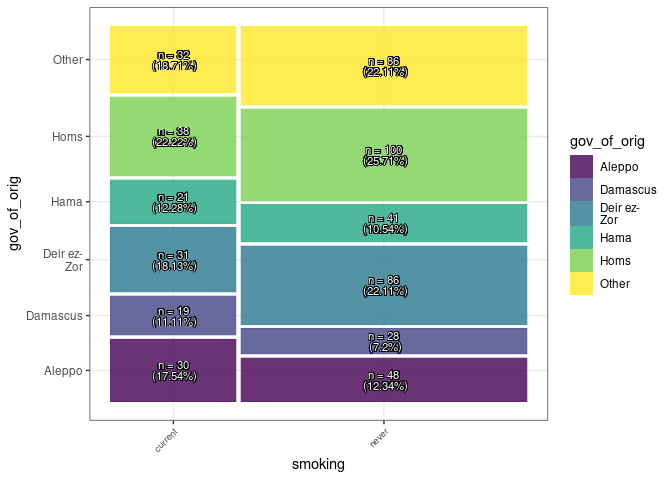 gov_of_orig
Other
Homs
Hama
Deir ez-
Zor
Damascus
Aleppo
n = 32
(18.71%)
n = 38
(22.22%)
n = 21
(12.28%)
n = 31
(18.13%)
n = 19
(11.11%)
n = 30
(17.54%)
n = 86
(22.11%)
n = 100
(25.71%)
n = 41
(10.54%)
n = 86
(22.11%)
n = 28
(7.2%)
n = 48
(12.34%)
current
never
smoking
gov_of_orig
Aleppo
Damascus
Deir ez-
Zor
Hama
Homs
Other